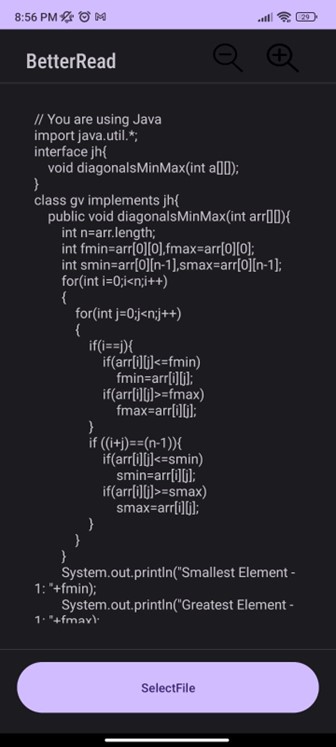 8:56 PM
29
BetterRead
// You are using Java
import java.util.*;
interface jh{
void diagonalsMinMax(int a[][]);
}
class gv implements jh{
public void diagonalsMinMax(int arr[][]){
int n=arr.length;
int fmin=arr[0][0],fmax=arr[0][0];
int smin=arr[0][n-1],smax=arr[0][n-1];
for(int i=0;i<n;i++)
{
for(int j=0;j<n;j++)
{
if(i==j){
if(arr[i][j]<=fmin)
fmin=arr[i][j];
if(arr[i][j]>=fmax)
fmax=arr[i][j];
}
if ((i+j)==(n-1)){
if(arr[i][j]<=smin)
smin=arr[i][j];
if(arr[i][j]>=smax)
smax=arr[i][j];
}
}
}
System.out.println("Smallest Element -
1: "+fmin);
System.out.println("Greatest Element -
1: "+fmax);
SelectFile